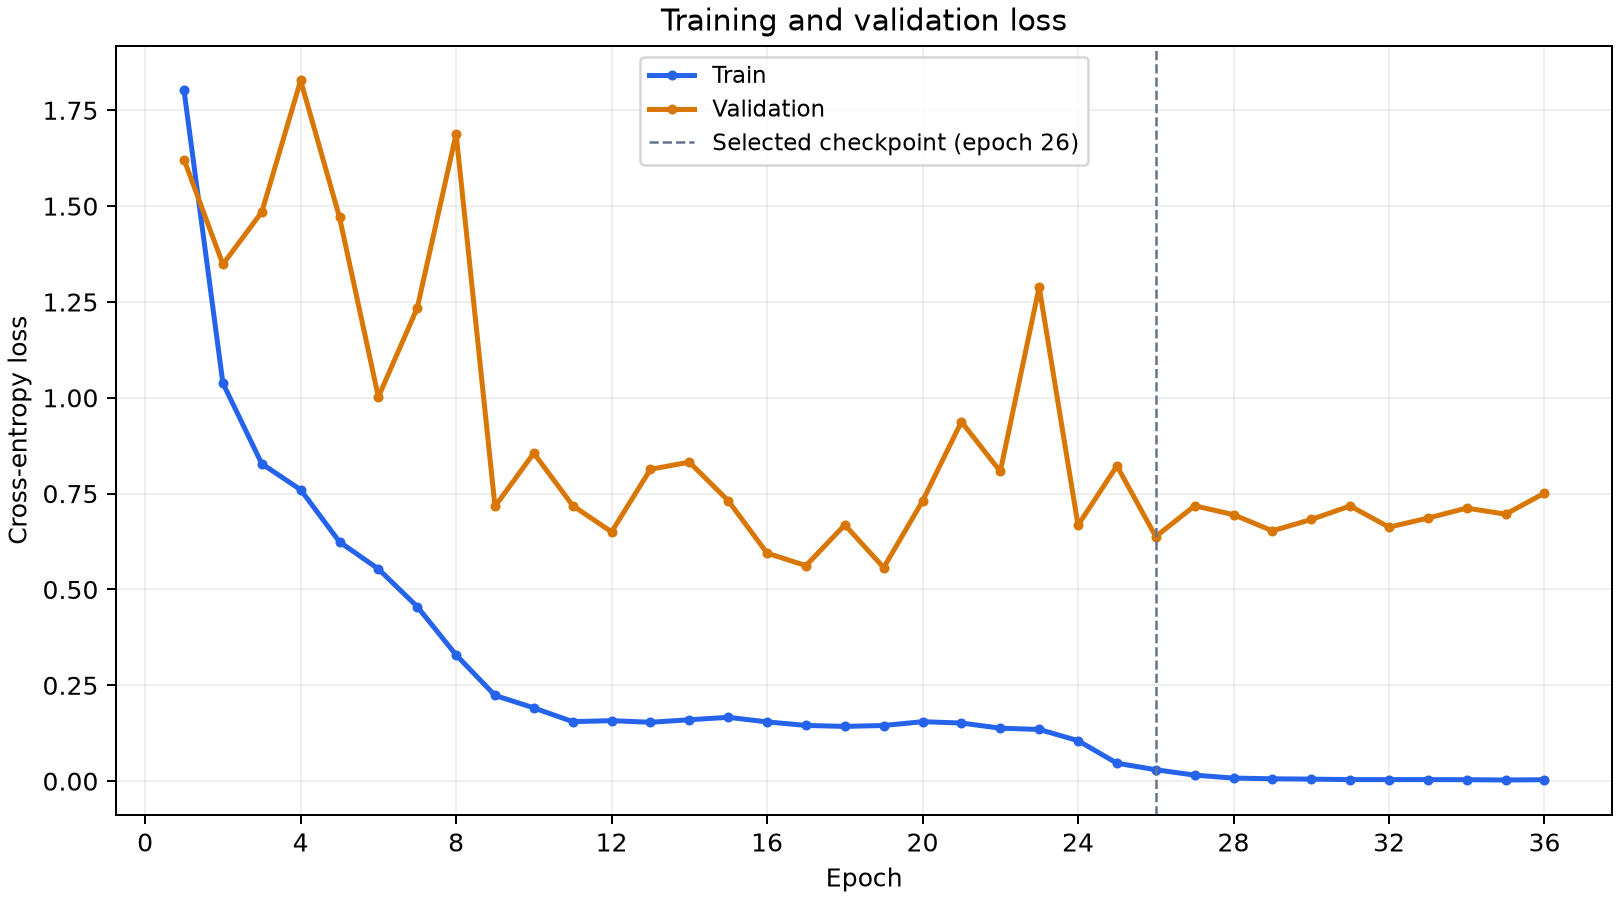 Training and validation loss
Train
Validation
Selected checkpoint (epoch 26)
Cross-entropy loss
1.75
1.50
1.25
1.00
0.75
0.50
0.25
0.00
0 4 8 12 16 20 24 28 32 36
Epoch